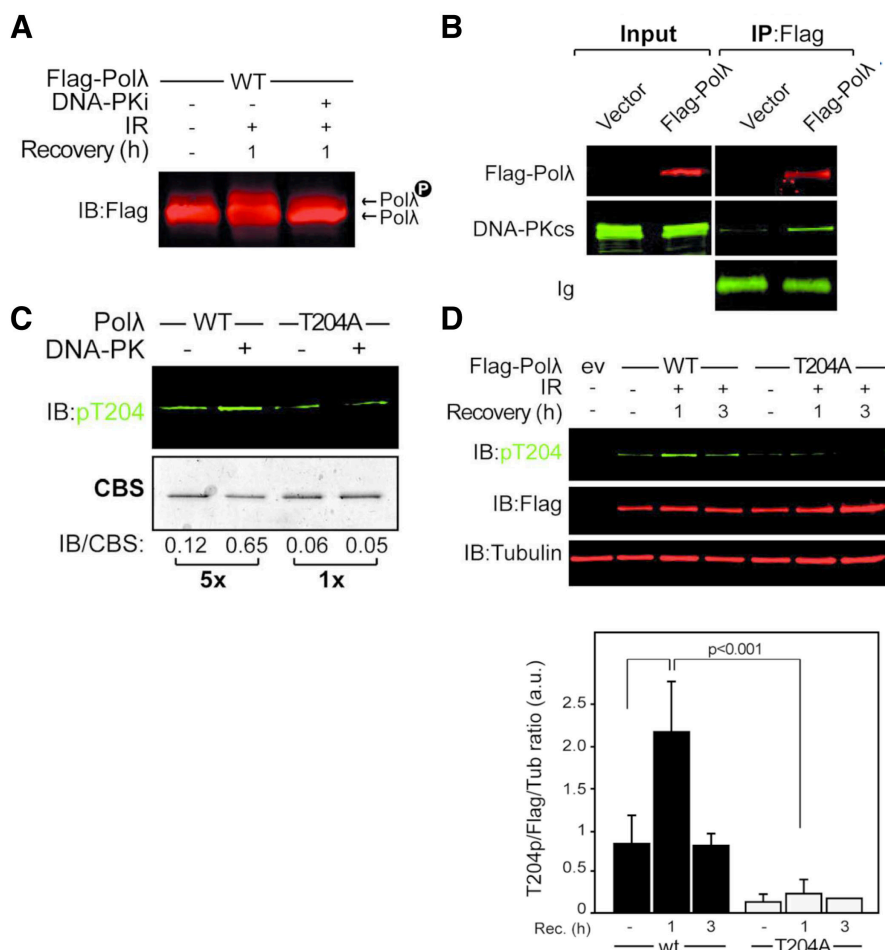 A
Flag-Polλ — WT —
DNA-PKi - - +
IR - + +
Recovery (h) - 1 1
IB:Flag
←Polλ P
←Polλ
B
Input IP:Flag
Vector Flag-Polλ Vector Flag-Polλ
Flag-Polλ
DNA-PKcs
Ig
C
Polλ — WT — — T204A —
DNA-PK - + - +
IB:pT204
CBS
IB/CBS: 0.12 0.65 0.06 0.05
5x 1x
D
Flag-Polλ ev — WT — — T204A —
IR - - + + - + +
Recovery (h) - - 1 3 - 1 3
IB:pT204
IB:Flag
IB:Tubulin
p<0.001
T204p/Flag/Tub ratio (a.u.)
2.5
2.0
1.5
1
0.5
0
Rec. (h) - 1 3 - 1 3
wt T204A